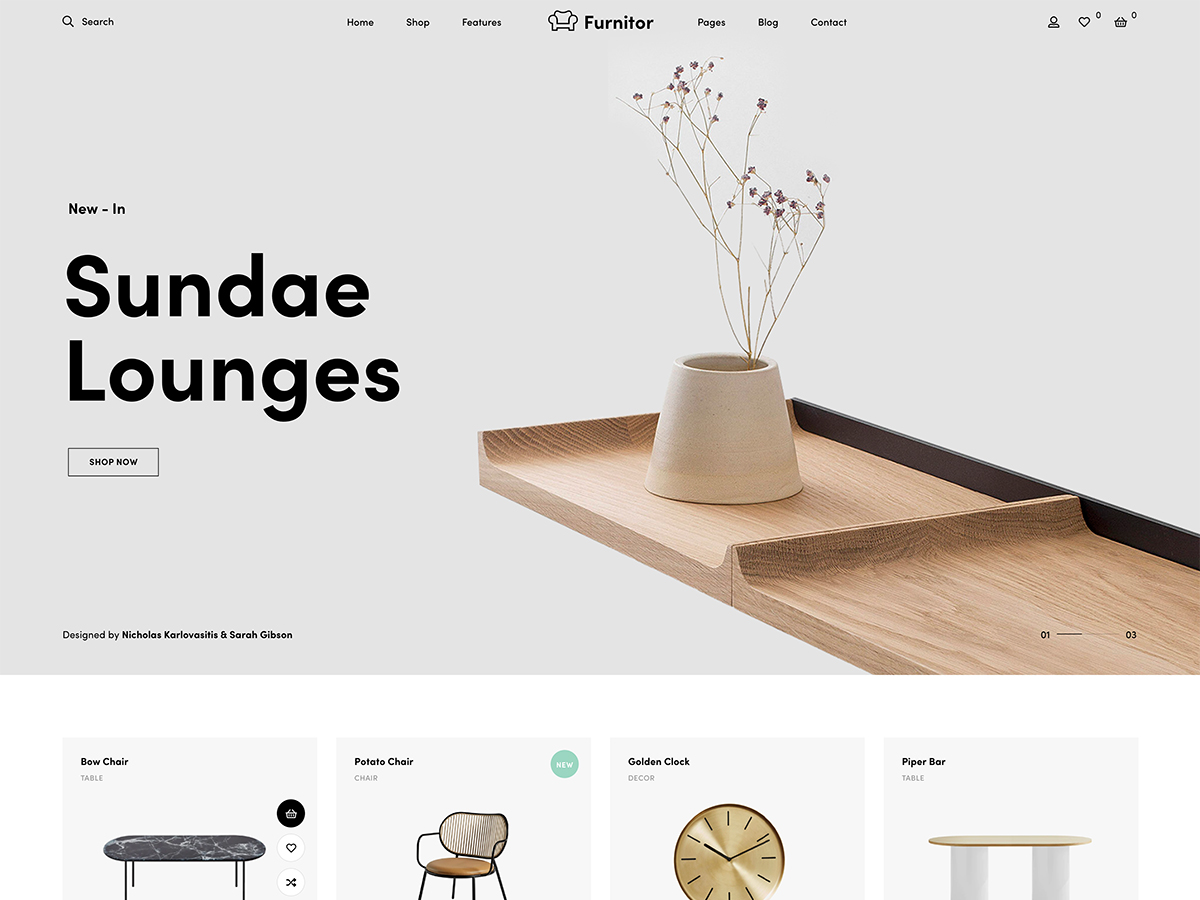 Search
Home
Shop
Features
Furnitor
Pages
Blog
Contact
0
0
New - In
Sundae
Lounges
SHOP NOW
Designed by Nicholas Karlovasitis & Sarah Gibson
01
03
Bow Chair
TABLE
Potato Chair
CHAIR
NEW
Golden Clock
DECOR
Piper Bar
TABLE